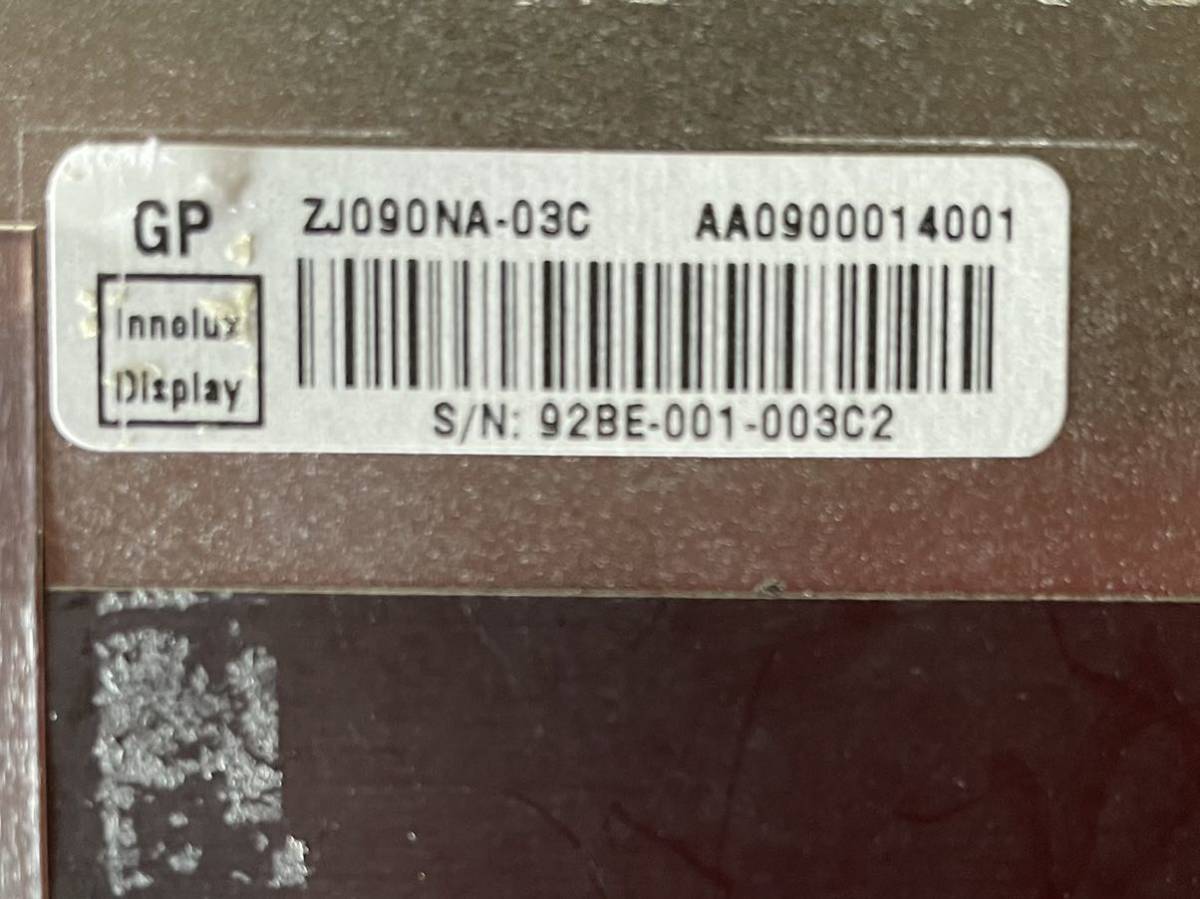 GP
ZJ090NA-03C AA0900014001
Innolux
Display
S/N: 92BE-001-003C2